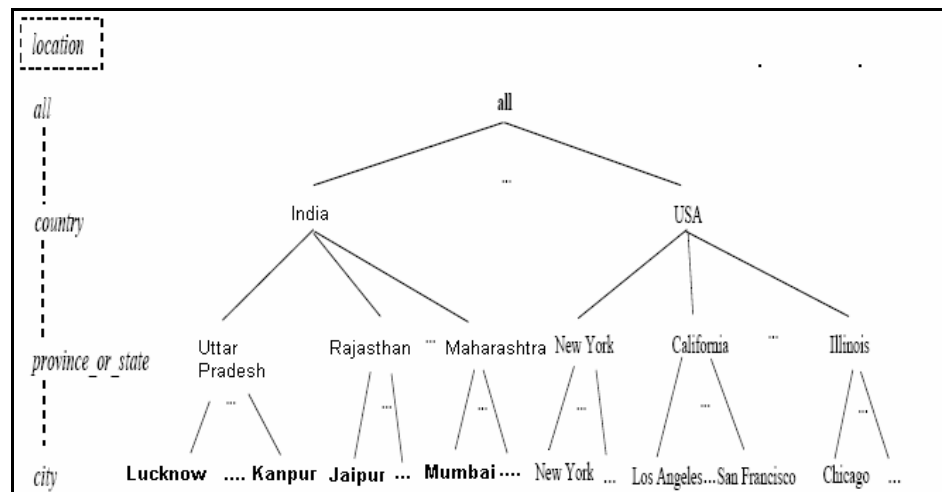 location
all all
...
country India USA
Uttar Pradesh Rajasthan ... Maharashtra New York California ... Illinois
province_or_state
... ... ... ... ... ...
city Lucknow .... Kanpur Jaipur ... Mumbai .... New York ... Los Angeles...San Francisco Chicago ...